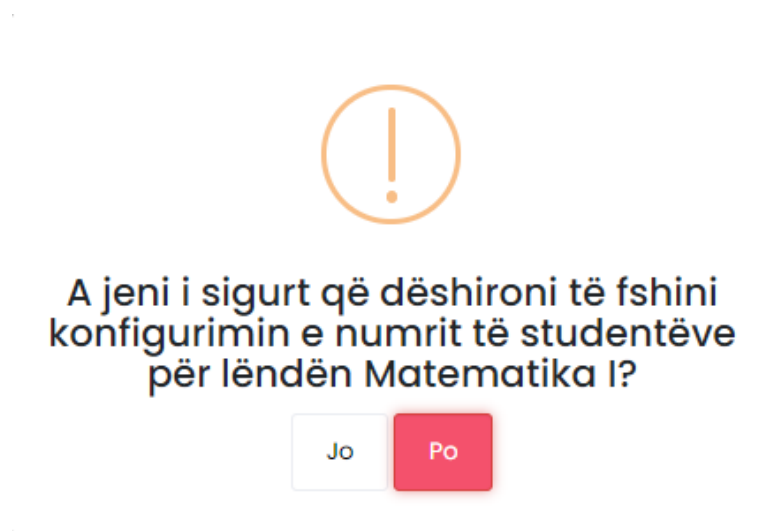 A jeni i sigurt që dëshironi të fshini
konfigurimin e numrit të studentëve
për lëndën Matematika I?
Jo
Po